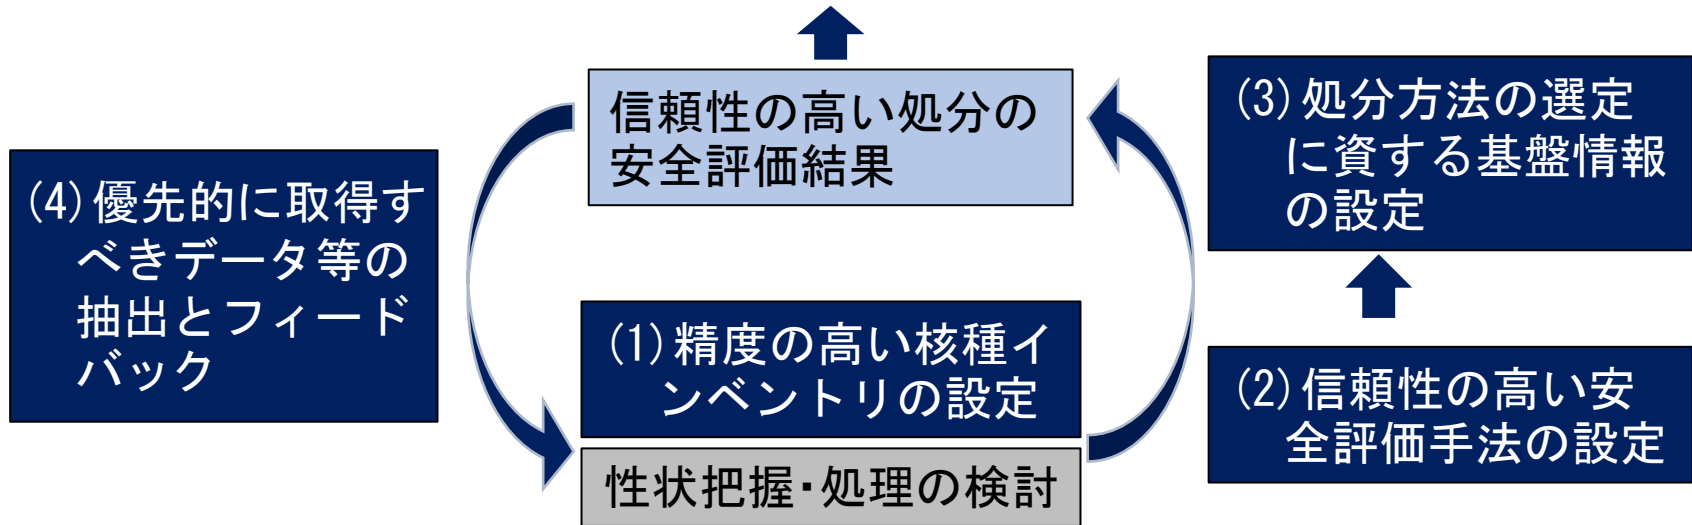 信頼性の高い処分の
安全評価結果
(3)処分方法の選定
に資する基盤情報
の設定
(4)優先的に取得す
べきデータ等の
抽出とフィード
バック
(1)精度の高い核種イ
ンベントリの設定
(2)信頼性の高い安
全評価手法の設定
性状把握・処理の検討